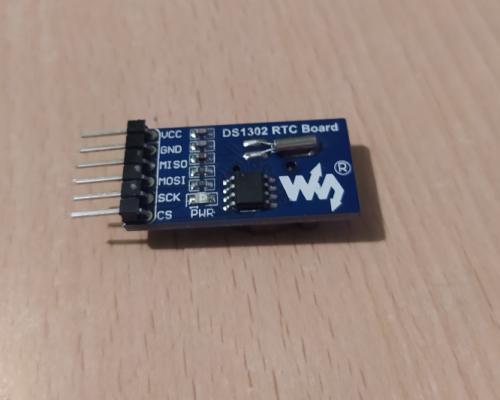 VCC
DS1302 RTC Board
GND
MISO
MOSI
SCK
CS
PWR
®